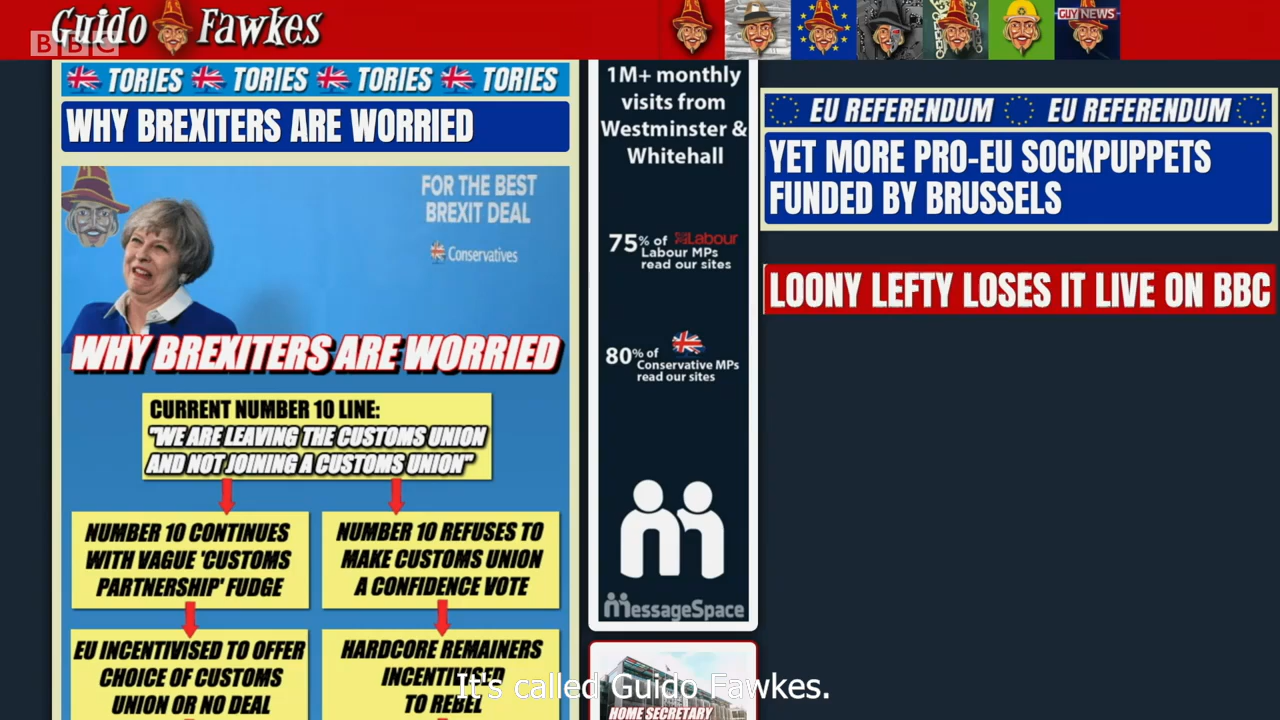 Guido Fawkes
BBC
GUY NEWS
TORIES TORIES TORIES TORIES
WHY BREXITERS ARE WORRIED
FOR THE BEST
BREXIT DEAL
Conservatives
WHY BREXITERS ARE WORRIED
CURRENT NUMBER 10 LINE:
"WE ARE LEAVING THE CUSTOMS UNION
AND NOT JOINING A CUSTOMS UNION"
NUMBER 10 CONTINUES
WITH VAGUE 'CUSTOMS
PARTNERSHIP' FUDGE
NUMBER 10 REFUSES TO
MAKE CUSTOMS UNION
A CONFIDENCE VOTE
EU INCENTIVISED TO OFFER
CHOICE OF CUSTOMS
UNION OR NO DEAL
HARDCORE REMAINERS
INCENTIVISED
TO REBEL
1M+ monthly
visits from
Westminster &
Whitehall
75% of Labour
Labour MPs
read our sites
80% of
Conservative MPs
read our sites
MessageSpace
HOME SECRETARY
EU REFERENDUM EU REFERENDUM
YET MORE PRO-EU SOCKPUPPETS
FUNDED BY BRUSSELS
LOONY LEFTY LOSES IT LIVE ON BBC
It's called Guido Fawkes.